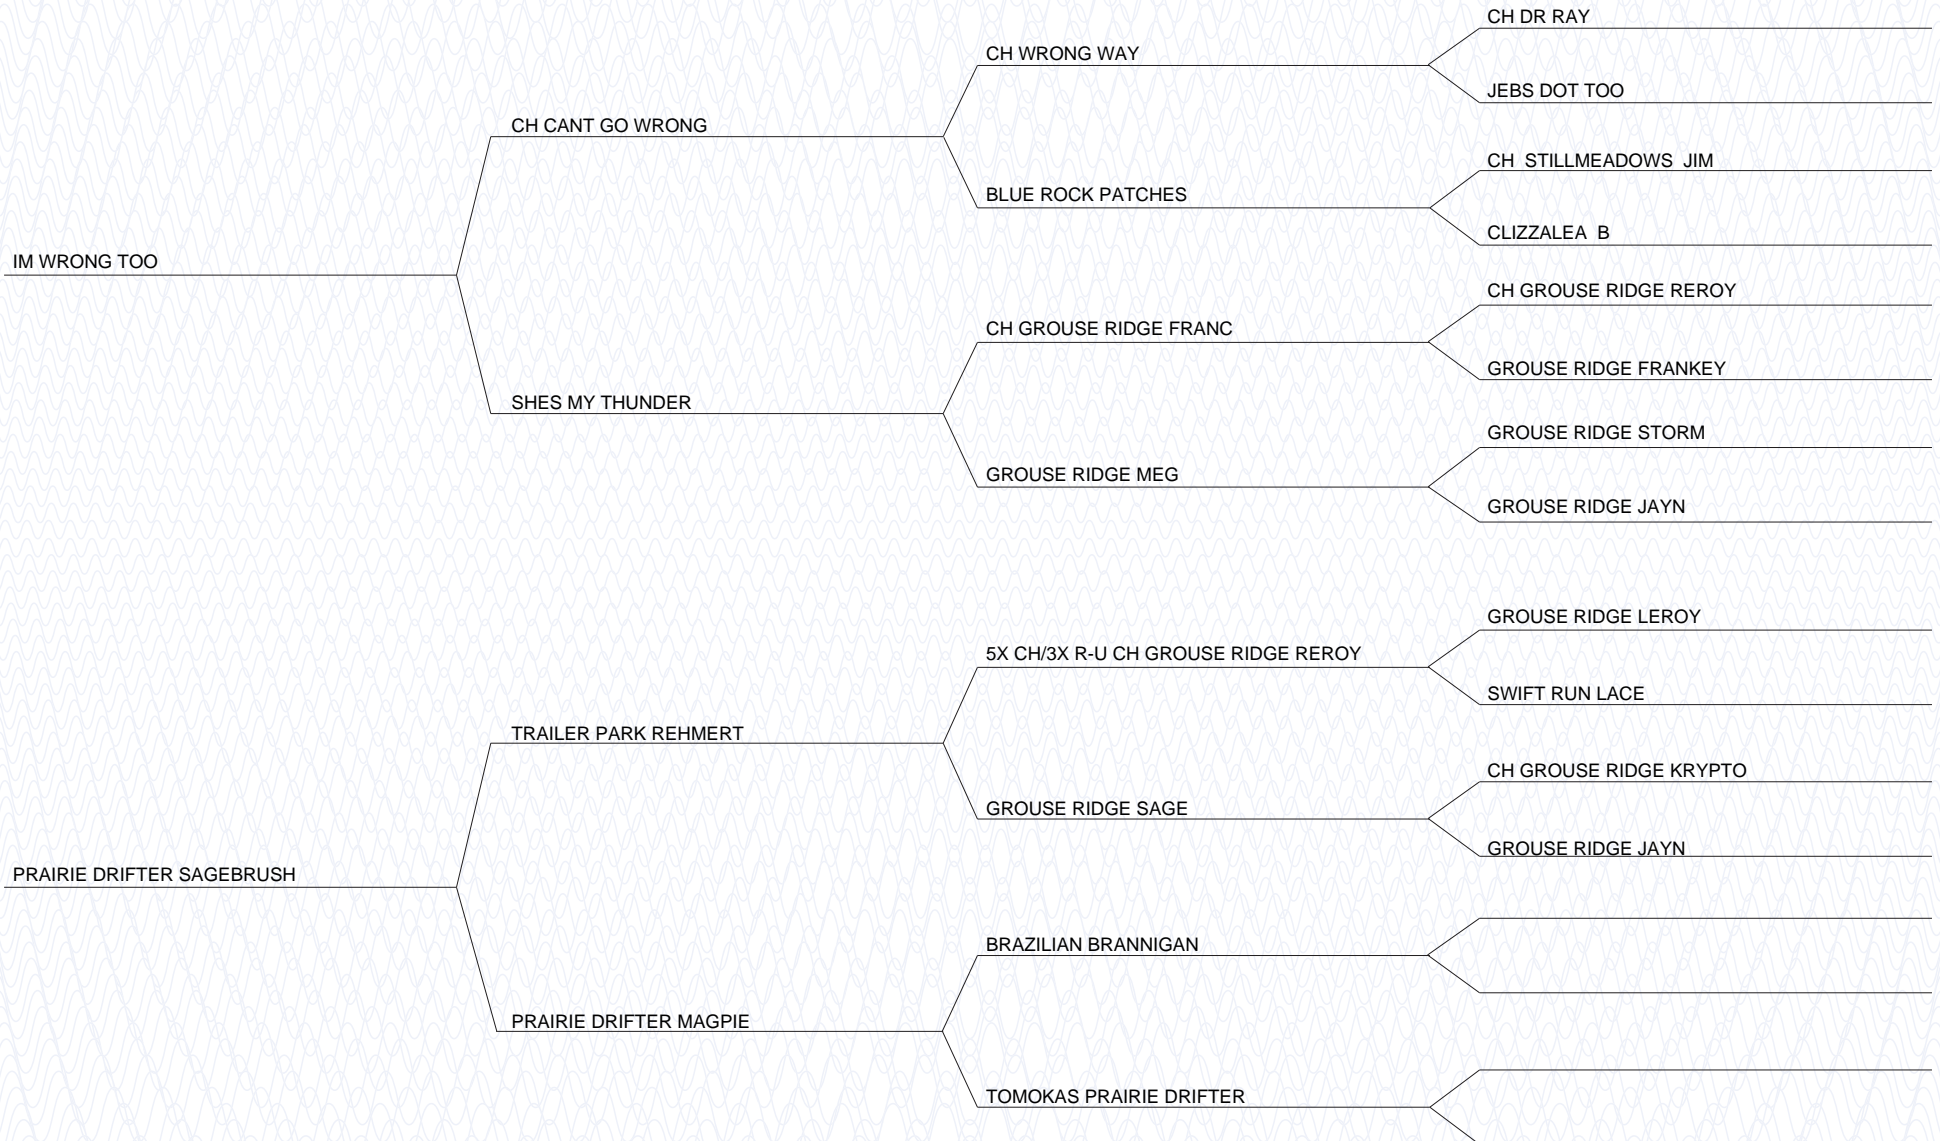 CH DR RAY
CH WRONG WAY
JEBS DOT TOO
CH CANT GO WRONG
CH  STILLMEADOWS  JIM
BLUE ROCK PATCHES
CLIZZALEA  B
IM WRONG TOO
CH GROUSE RIDGE REROY
CH GROUSE RIDGE FRANC
GROUSE RIDGE FRANKEY
SHES MY THUNDER
GROUSE RIDGE STORM
GROUSE RIDGE MEG
GROUSE RIDGE JAYN
GROUSE RIDGE LEROY
5X CH/3X R-U CH GROUSE RIDGE REROY
SWIFT RUN LACE
TRAILER PARK REHMERT
CH GROUSE RIDGE KRYPTO
GROUSE RIDGE SAGE
GROUSE RIDGE JAYN
PRAIRIE DRIFTER SAGEBRUSH
BRAZILIAN BRANNIGAN
PRAIRIE DRIFTER MAGPIE
TOMOKAS PRAIRIE DRIFTER